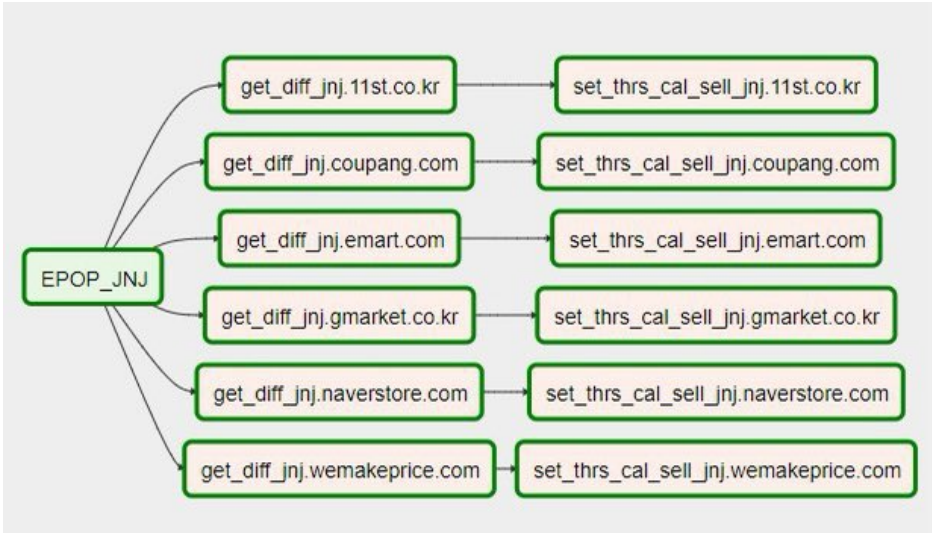 get_diff_jnj.11st.co.kr
set_thrs_cal_sell_jnj.11st.co.kr
get_diff_jnj.coupang.com
set_thrs_cal_sell_jnj.coupang.com
get_diff_jnj.emart.com
set_thrs_cal_sell_jnj.emart.com
EPOP_JNJ
get_diff_jnj.gmarket.co.kr
set_thrs_cal_sell_jnj.gmarket.co.kr
get_diff_jnj.naverstore.com
set_thrs_cal_sell_jnj.naverstore.com
get_diff_jnj.wemakeprice.com
set_thrs_cal_sell_jnj.wemakeprice.com